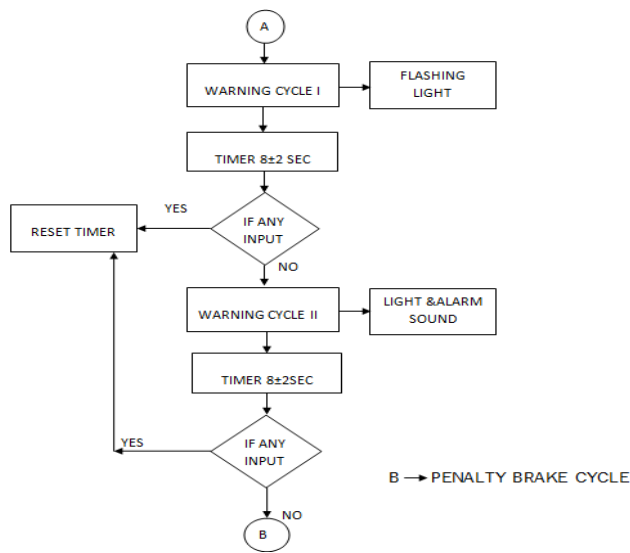 A
WARNING CYCLE I
FLASHING
LIGHT
TIMER 8±2 SEC
YES
IF ANY
INPUT
RESET TIMER
NO
WARNING CYCLE II
LIGHT &ALARM
SOUND
TIMER 8±2SEC
YES
IF ANY
INPUT
B → PENALTY BRAKE CYCLE
NO
B